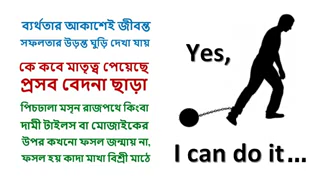 ব্যর্থতার আকাশেই জীবন্ত
সফলতার উড়ন্ত ঘুড়ি দেখা যায়
কে কবে মাতৃত্ব পেয়েছে
প্রসব বেদনা ছাড়া
পিচঢালা মসৃন রাজপথে কিংবা
দামী টাইলস বা মোজাইকের
উপর কখনো ফসল জন্মায় না,
ফসল হয় কাদা মাখা বিশ্রী মাঠে
Yes,
I can do it...